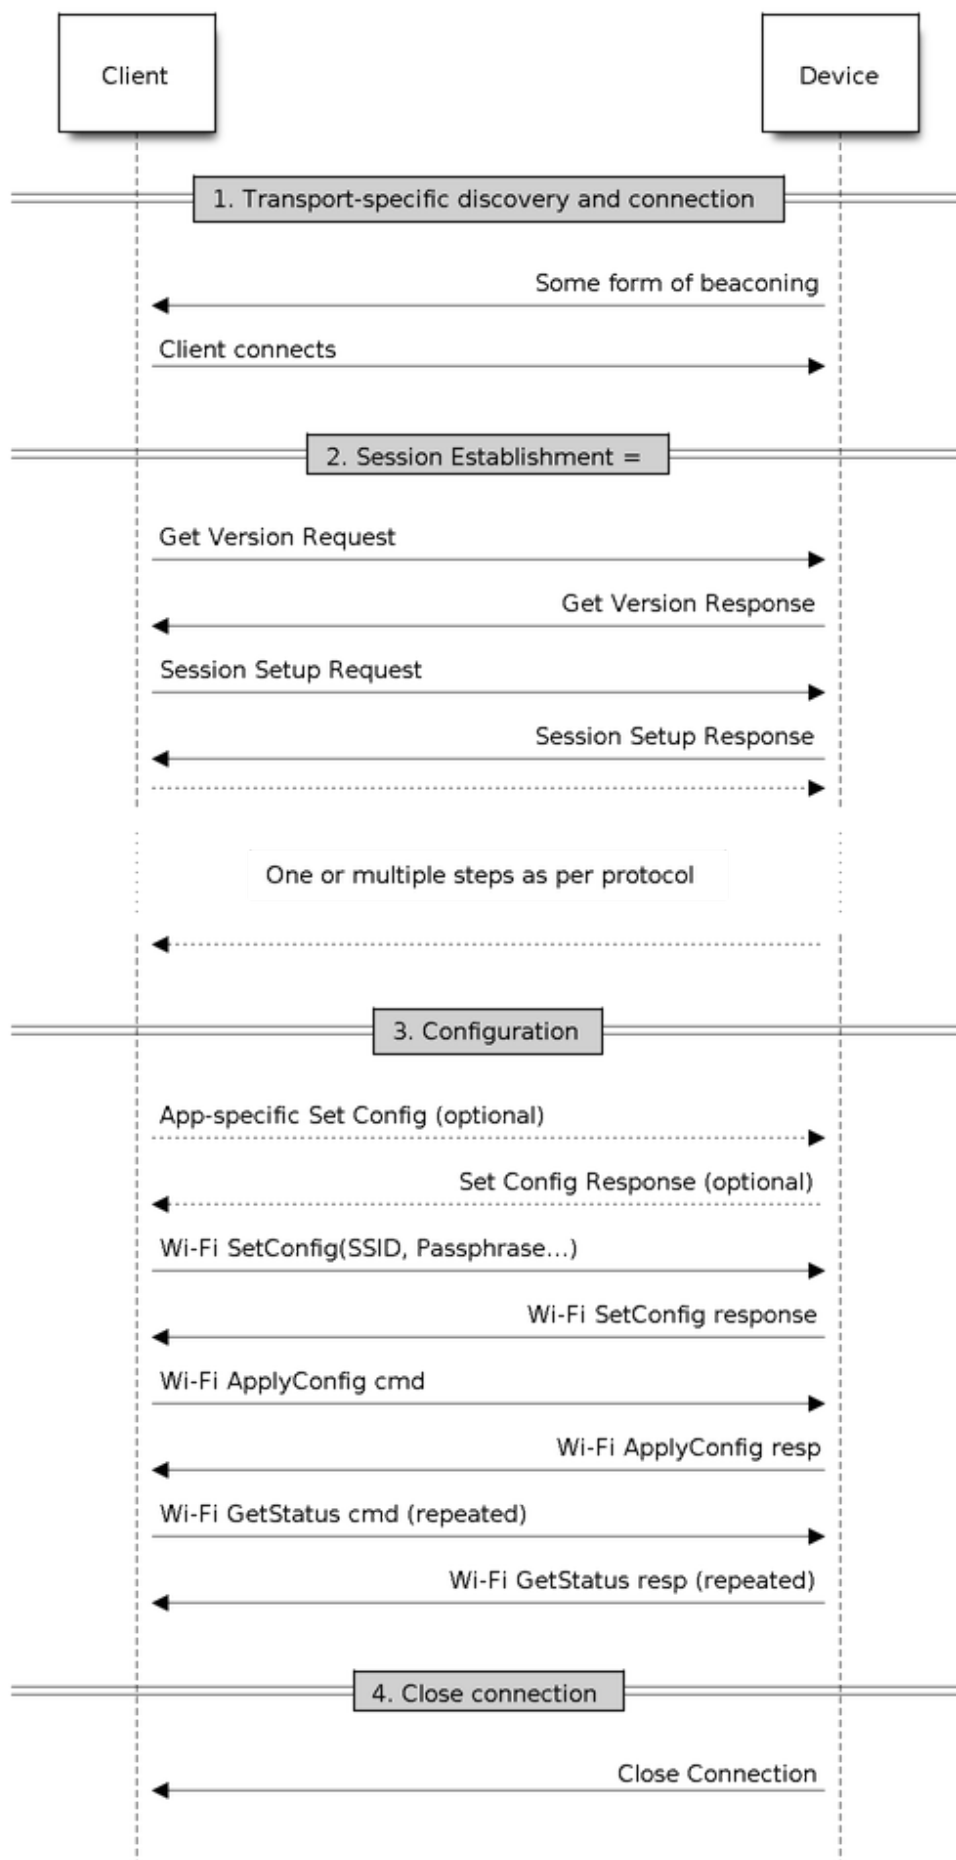 Client
Device
1. Transport-specific discovery and connection
Some form of beaconing
Client connects
2. Session Establishment =
Get Version Request
Get Version Response
Session Setup Request
Session Setup Response
One or multiple steps as per protocol
3. Configuration
App-specific Set Config (optional)
Set Config Response (optional)
Wi-Fi SetConfig(SSID, Passphrase...)
Wi-Fi SetConfig response
Wi-Fi ApplyConfig cmd
Wi-Fi ApplyConfig resp
Wi-Fi GetStatus cmd (repeated)
Wi-Fi GetStatus resp (repeated)
4. Close connection
Close Connection